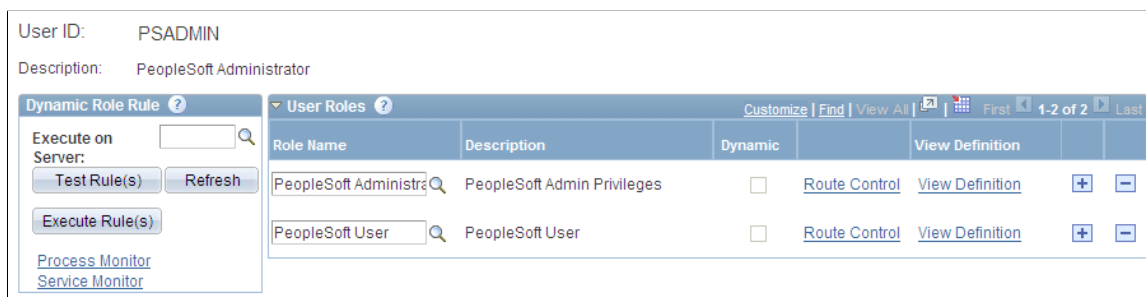 User ID: PSADMIN
Description: PeopleSoft Administrator
Dynamic Role Rule ?
Execute on Server:
Test Rule(s) Refresh
Execute Rule(s)
Process Monitor
Service Monitor
User Roles ? Customize | Find | View All | | First 1-2 of 2 Last
Role Name Description Dynamic View Definition
PeopleSoft Administra PeopleSoft Admin Privileges Route Control View Definition + -
PeopleSoft User PeopleSoft User Route Control View Definition + -